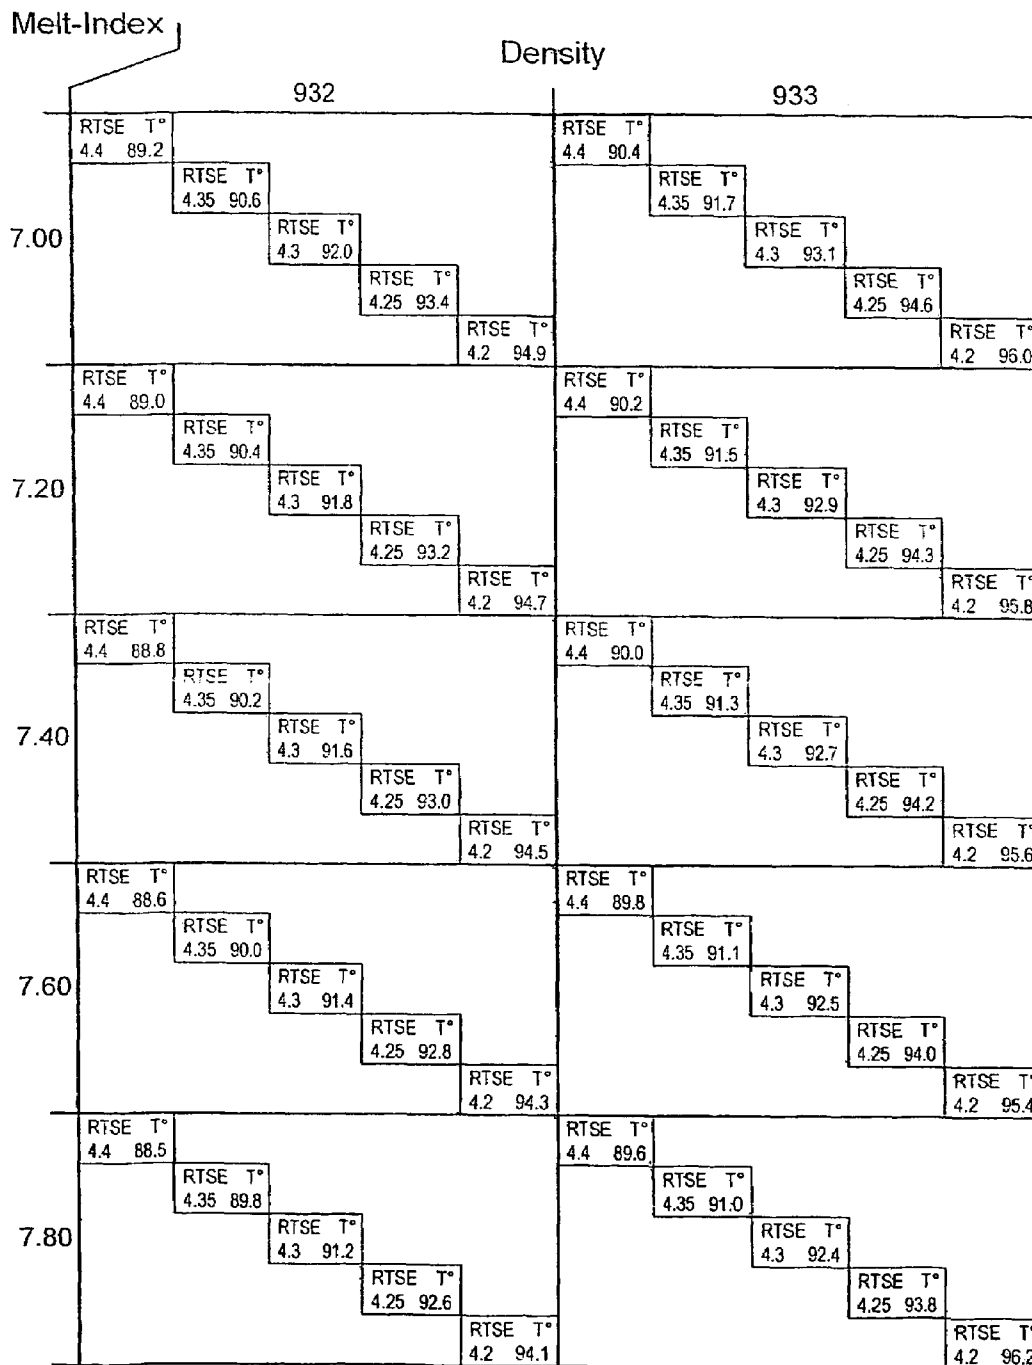 Melt-Index
Density
932 933
RTSE T° RTSE T°
4.4 89.2 4.4 90.4
RTSE T° RTSE T°
4.35 90.6 4.35 91.7
7.00
RTSE T° RTSE T°
4.3 92.0 4.3 93.1
RTSE T° RTSE T°
4.25 93.4 4.25 94.6
RTSE T° RTSE T°
4.2 94.9 4.2 96.0
RTSE T° RTSE T°
4.4 89.0 4.4 90.2
RTSE T° RTSE T°
4.35 90.4 4.35 91.5
7.20
RTSE T° RTSE T°
4.3 91.8 4.3 92.9
RTSE T° RTSE T°
4.25 93.2 4.25 94.3
RTSE T° RTSE T°
4.2 94.7 4.2 95.8
RTSE T° RTSE T°
4.4 88.8 4.4 90.0
RTSE T° RTSE T°
4.35 90.2 4.35 91.3
7.40
RTSE T° RTSE T°
4.3 91.6 4.3 92.7
RTSE T° RTSE T°
4.25 93.0 4.25 94.2
RTSE T° RTSE T°
4.2 94.5 4.2 95.6
RTSE T° RTSE T°
4.4 88.6 4.4 89.8
RTSE T° RTSE T°
4.35 90.0 4.35 91.1
7.60
RTSE T° RTSE T°
4.3 91.4 4.3 92.5
RTSE T° RTSE T°
4.25 92.8 4.25 94.0
RTSE T° RTSE T°
4.2 94.3 4.2 95.4
RTSE T° RTSE T°
4.4 88.5 4.4 89.6
RTSE T° RTSE T°
4.35 89.8 4.35 91.0
7.80
RTSE T° RTSE T°
4.3 91.2 4.3 92.4
RTSE T° RTSE T°
4.25 92.6 4.25 93.8
RTSE T° RTSE T°
4.2 94.1 4.2 96.2